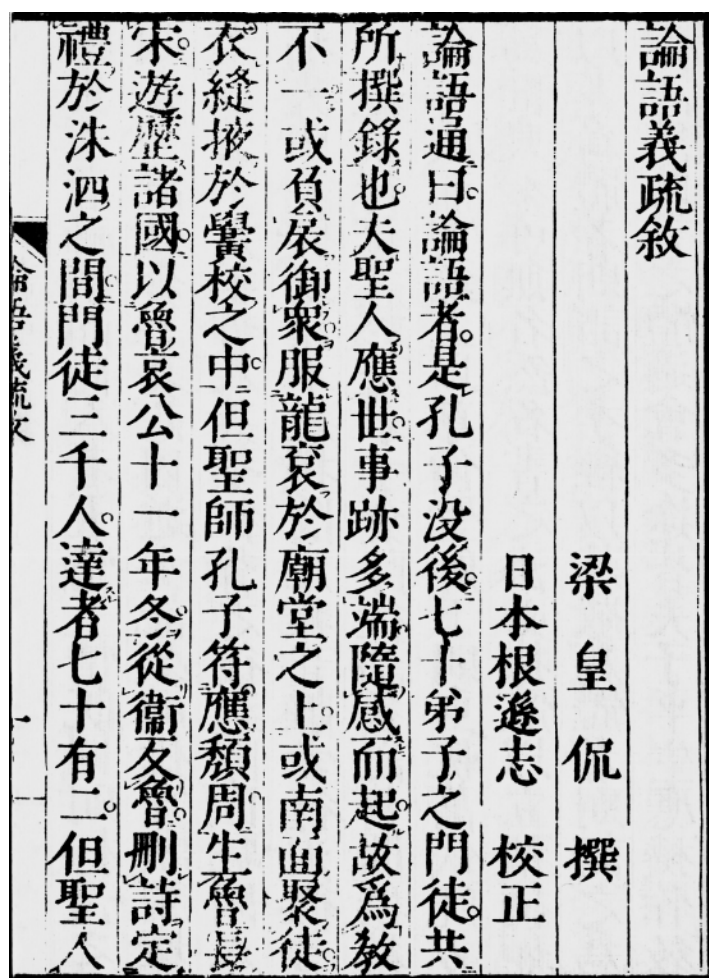 論語義疏敘
梁 皇 侃 撰
日本根遜志 校正
論語通曰。論語者。是孔子没後。七十弟子之門徒。共
所撰錄也。夫聖人應世。事跡多端。隨感而起。故爲敎
不一。或負扆御衆。服龍袞於廟堂之上。或南面聚徒。
衣縫掖於黌校之中。但聖師孔子符應頹周。生魯長
宋。遊歷諸國。以魯哀公十一年冬。從衞反魯。刪詩定
禮於洙泗之間。門徒三千人。達者七十有二。但聖人
論語義疏敘
一